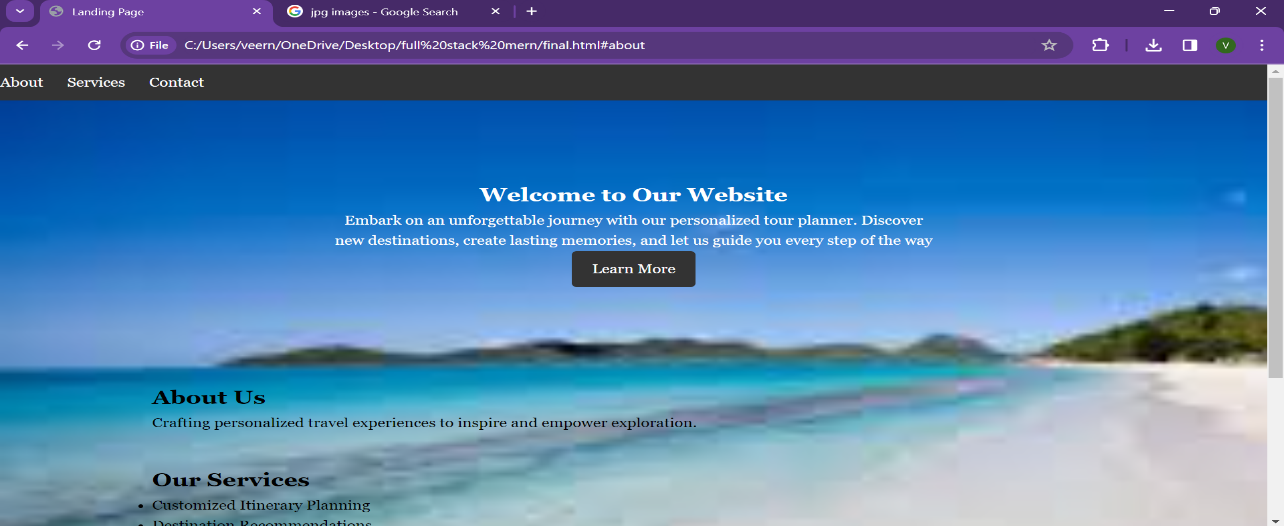 Landing Page
jpg images - Google Search
File
C:/Users/veern/OneDrive/Desktop/full%20stack%20mern/final.html#about
V
About Services Contact
Welcome to Our Website
Embark on an unforgettable journey with our personalized tour planner. Discover
new destinations, create lasting memories, and let us guide you every step of the way
Learn More
About Us
Crafting personalized travel experiences to inspire and empower exploration.
Our Services
• Customized Itinerary Planning
• Destination Recommendations